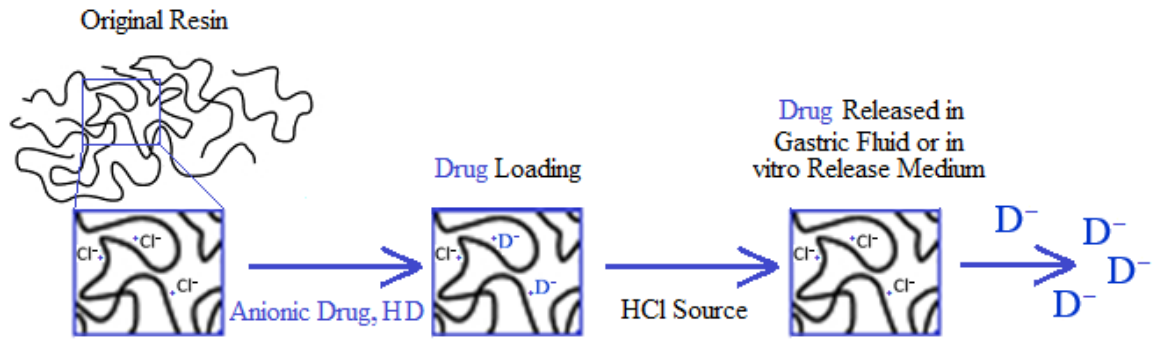 Original Resin
Drug Loading
Drug Released in
Gastric Fluid or in
vitro Release Medium
Cl⁻
⁺Cl⁻
⁺Cl⁻
Anionic Drug, HD
Cl⁻
⁺D⁻
⁺D⁻
HCl Source
Cl⁻
⁺Cl⁻
⁺Cl⁻
D⁻
D⁻
D⁻
D⁻